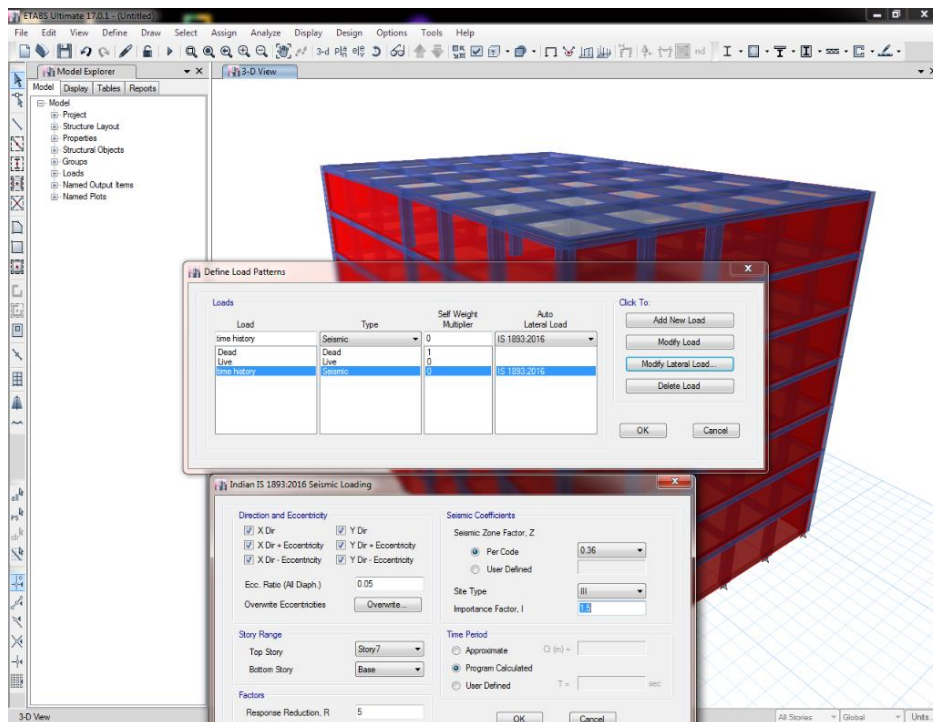 ETABS Ultimate 17.0.1 - (Untitled)
File Edit View Define Draw Select Assign Analyze Display Design Options Tools Help
3-d
nd
Model Explorer
3-D View
Model Display Tables Reports
Model
Project
Structure Layout
Properties
Structural Objects
Groups
Loads
Named Output Items
Named Plots
Define Load Patterns
Loads
Click To:
Load Type Self Weight Multiplier Auto Lateral Load
time history Seismic 0 IS 1893:2016
Dead Dead 1
Live Live 0
time history Seismic 0 IS 1893:2016
Add New Load
Modify Load
Modify Lateral Load...
Delete Load
OK Cancel
Indian IS 1893:2016 Seismic Loading
Direction and Eccentricity
X Dir Y Dir
X Dir + Eccentricity Y Dir + Eccentricity
X Dir - Eccentricity Y Dir - Eccentricity
Ecc. Ratio (All Diaph.) 0.05
Overwrite Eccentricities Overwrite...
Story Range
Top Story Story7
Bottom Story Base
Factors
Response Reduction, R 5
Seismic Coefficients
Seismic Zone Factor, Z
Per Code 0.36
User Defined
Site Type III
Importance Factor, I 1.5
Time Period
Approximate Ct (m) =
Program Calculated
User Defined T = sec
OK Cancel
3-D View
All Stories Global Units